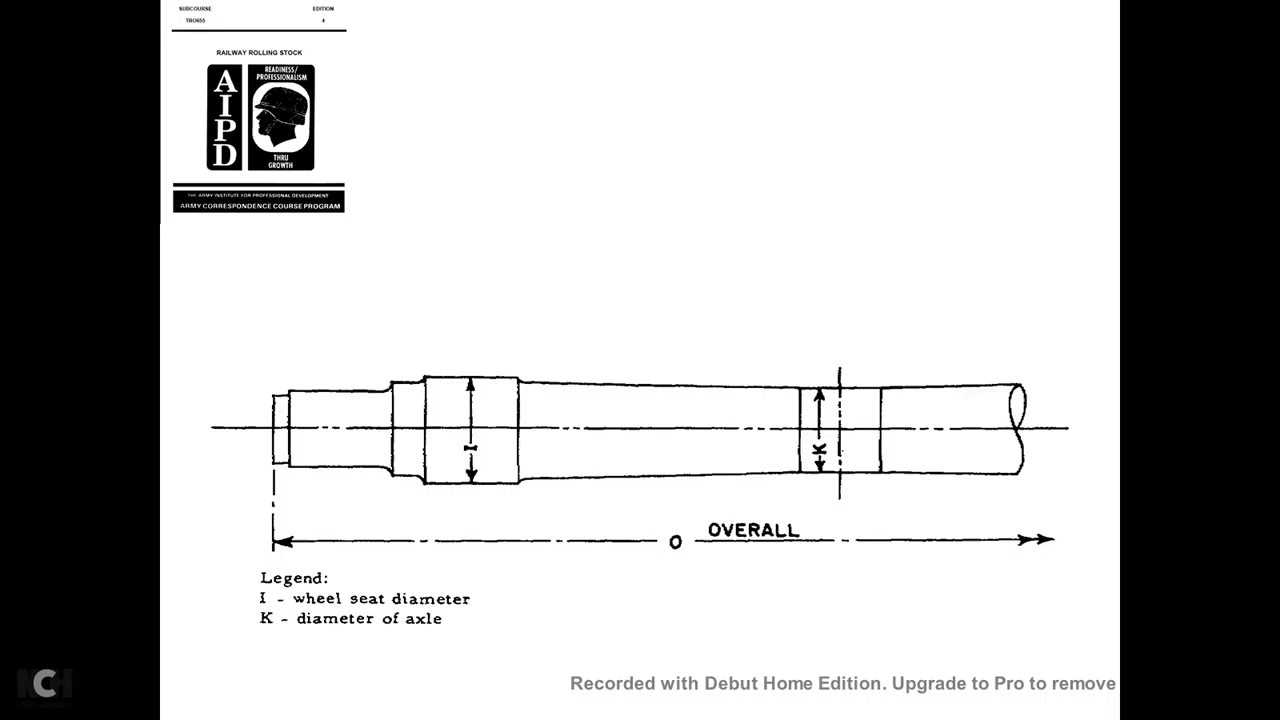 SUBCOURSE EDITION
TRO655 4
RAILWAY ROLLING STOCK
AIPD
READINESS/
PROFESSIONALISM
THRU
GROWTH
THE ARMY INSTITUTE FOR PROFESSIONAL DEVELOPMENT
ARMY CORRESPONDENCE COURSE PROGRAM
I
K
O OVERALL
Legend:
I - wheel seat diameter
K - diameter of axle
NCH
Recorded with Debut Home Edition. Upgrade to Pro to remove